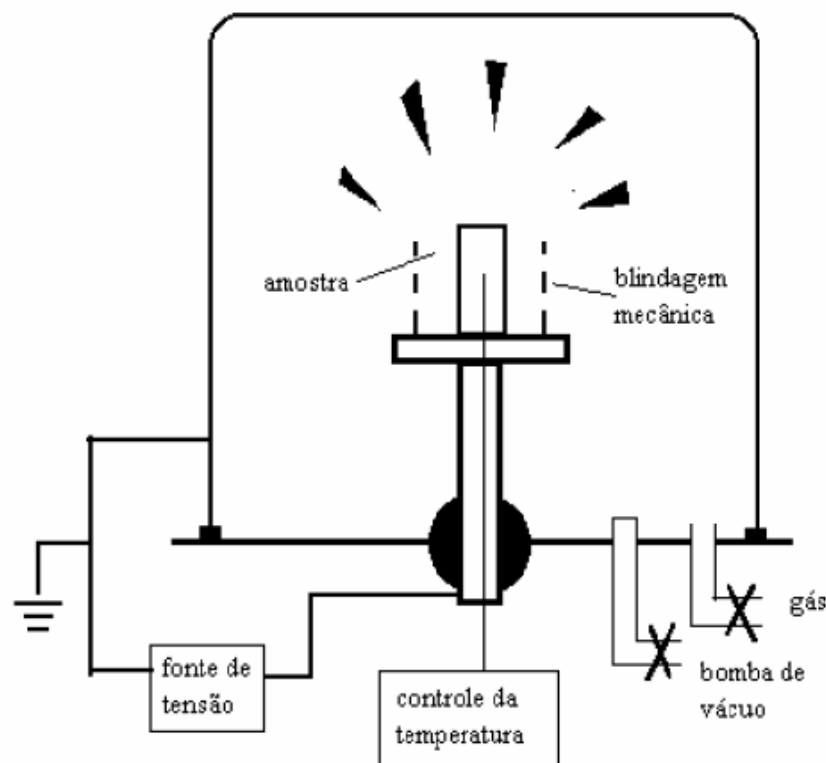 amostra
blindagem
mecânica
gás
bomba de
vácuo
fonte de
tensão
controle da
temperatura